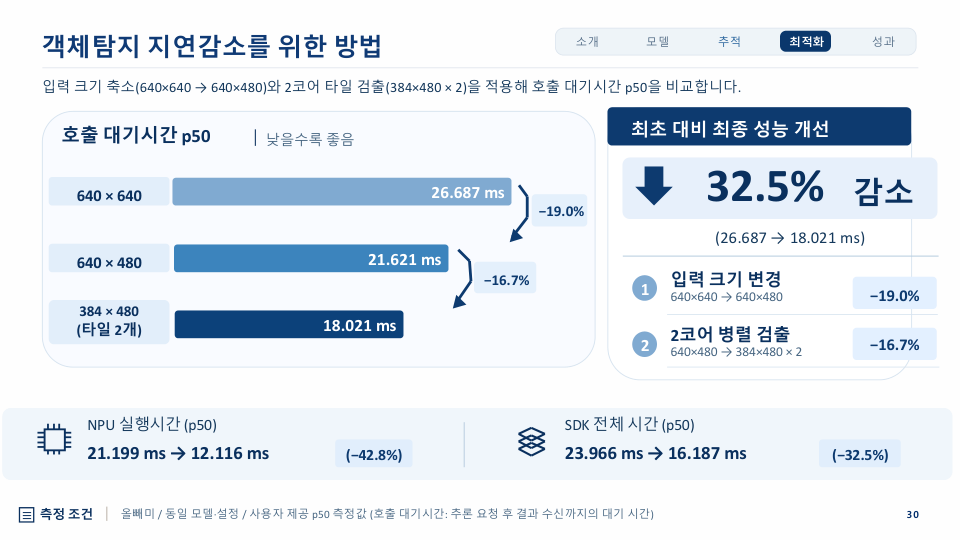 객체탐지 지연감소를 위한 방법
소개 모델 추적 최적화 성과
입력 크기 축소(640×640 → 640×480)와 2코어 타일 검출(384×480 × 2)을 적용해 호출 대기시간 p50을 비교합니다.
호출 대기시간 p50 | 낮을수록 좋음
640 × 640 26.687 ms
−19.0%
640 × 480 21.621 ms
−16.7%
384 × 480
(타일 2개)
18.021 ms
최초 대비 최종 성능 개선
32.5% 감소
(26.687 → 18.021 ms)
1 입력 크기 변경
640×640 → 640×480
−19.0%
2 2코어 병렬 검출
640×480 → 384×480 × 2
−16.7%
NPU 실행시간 (p50)
21.199 ms → 12.116 ms (−42.8%)
SDK 전체 시간 (p50)
23.966 ms → 16.187 ms (−32.5%)
측정 조건 | 올빼미 / 동일 모델·설정 / 사용자 제공 p50 측정값 (호출 대기시간: 추론 요청 후 결과 수신까지의 대기 시간)
30